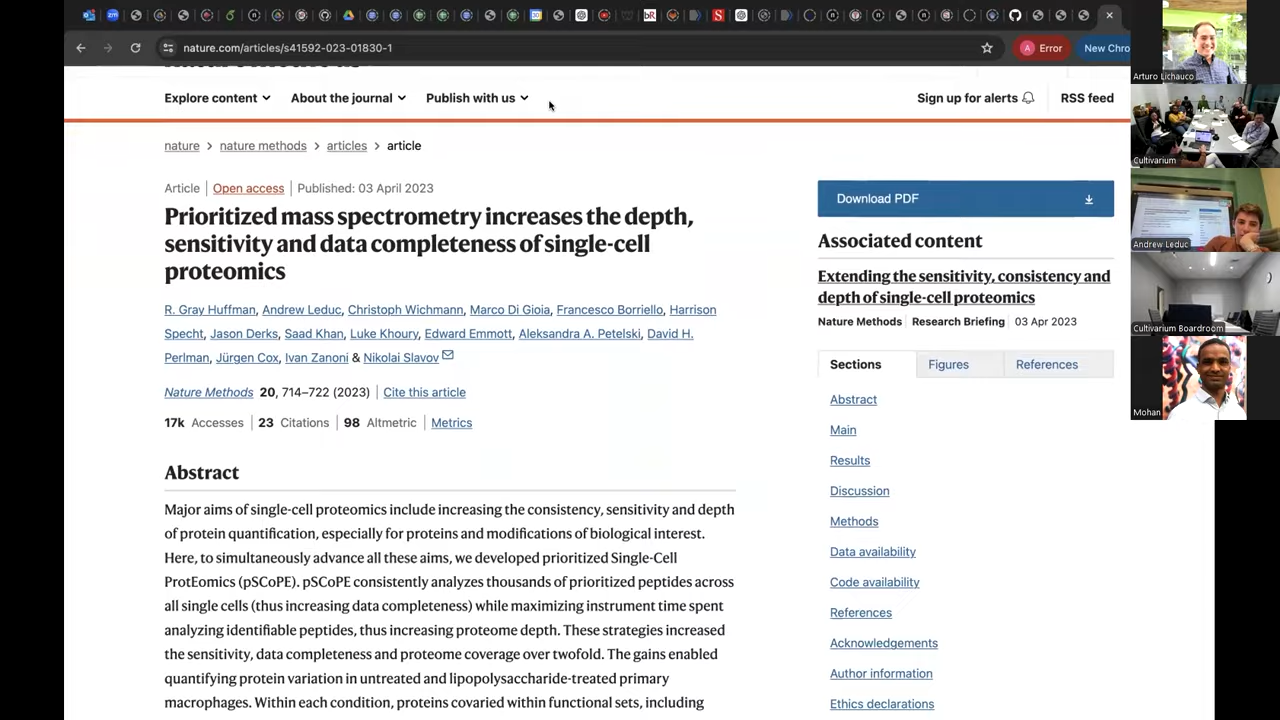 nature.com/articles/s41592-023-01830-1
Error
New Chro
Explore content
About the journal
Publish with us
Sign up for alerts
RSS feed
nature > nature methods > articles > article
Article | Open access | Published: 03 April 2023
Prioritized mass spectrometry increases the depth,
sensitivity and data completeness of single-cell
proteomics
R. Gray Huffman, Andrew Leduc, Christoph Wichmann, Marco Di Gioia, Francesco Borriello, Harrison
Specht, Jason Derks, Saad Khan, Luke Khoury, Edward Emmott, Aleksandra A. Petelski, David H.
Perlman, Jürgen Cox, Ivan Zanoni & Nikolai Slavov
Nature Methods 20, 714–722 (2023) | Cite this article
17k Accesses | 23 Citations | 98 Altmetric | Metrics
Abstract
Major aims of single-cell proteomics include increasing the consistency, sensitivity and depth
of protein quantification, especially for proteins and modifications of biological interest.
Here, to simultaneously advance all these aims, we developed prioritized Single-Cell
ProtEomics (pSCoPE). pSCoPE consistently analyzes thousands of prioritized peptides across
all single cells (thus increasing data completeness) while maximizing instrument time spent
analyzing identifiable peptides, thus increasing proteome depth. These strategies increased
the sensitivity, data completeness and proteome coverage over twofold. The gains enabled
quantifying protein variation in untreated and lipopolysaccharide-treated primary
macrophages. Within each condition, proteins covaried within functional sets, including
Download PDF
Associated content
Extending the sensitivity, consistency and
depth of single-cell proteomics
Nature Methods | Research Briefing | 03 Apr 2023
Sections
Figures
References
Abstract
Main
Results
Discussion
Methods
Data availability
Code availability
References
Acknowledgements
Author information
Ethics declarations
Arturo Lichauco
Cultivarium
Andrew Leduc
Cultivarium Boardroom
Mohan